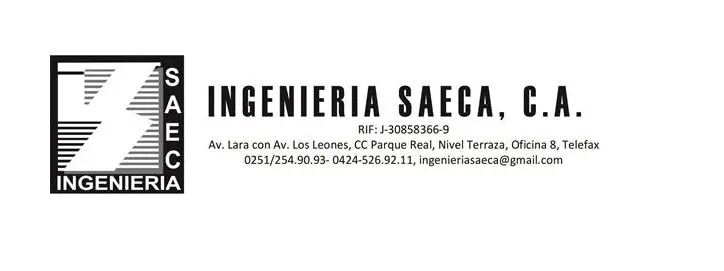 SAEC
INGENIERIA
INGENIERIA SAECA, C.A.
RIF: J-30858366-9
Av. Lara con Av. Los Leones, CC Parque Real, Nivel Terraza, Oficina 8, Telefax
0251/254.90.93- 0424-526.92.11, ingenieriasaeca@gmail.com